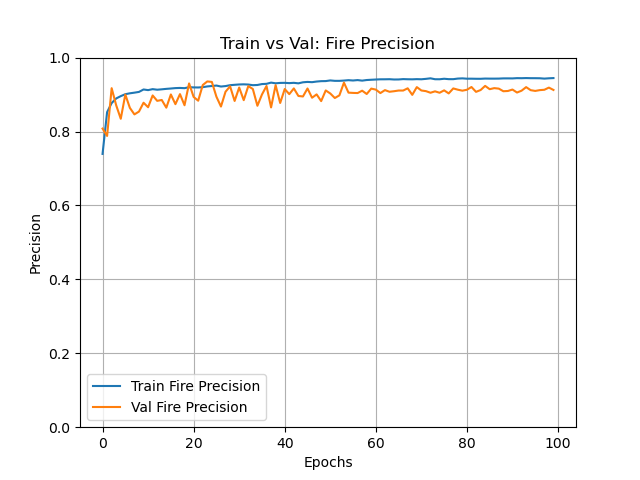 Train vs Val: Fire Precision
1.0
0.8
0.6
0.4
0.2
0.0
Precision
Train Fire Precision
Val Fire Precision
0 20 40 60 80 100
Epochs